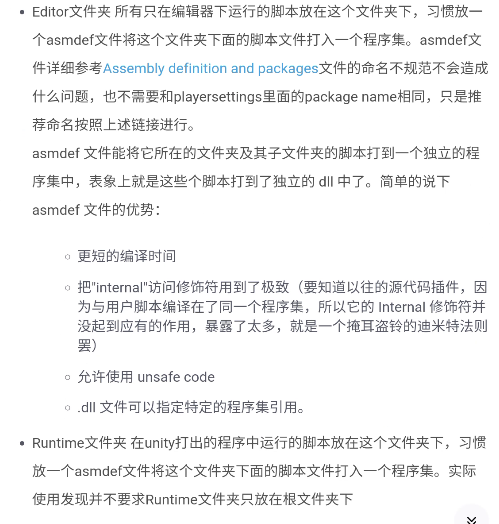 Editor文件夹 所有只在编辑器下运行的脚本放在这个文件夹下，习惯放一
个asmdef文件将这个文件夹下面的脚本文件打入一个程序集。asmdef文
件详细参考Assembly definition and packages文件的命名不规范不会造成
什么问题，也不需要和playersettings里面的package name相同，只是推
荐命名按照上述链接进行。
asmdef 文件能将它所在的文件夹及其子文件夹的脚本打到一个独立的程
序集中，表象上就是这些个脚本打到了独立的 dll 中了。简单的说下
asmdef 文件的优势：
更短的编译时间
把"internal"访问修饰符用到了极致（要知道以往的源代码插件，因
为与用户脚本编译在了同一个程序集，所以它的 Internal 修饰符并
没起到应有的作用，暴露了太多，就是一个掩耳盗铃的迪米特法则
罢）
允许使用 unsafe code
.dll 文件可以指定特定的程序集引用。
Runtime文件夹 在unity打出的程序中运行的脚本放在这个文件夹下，习惯
放一个asmdef文件将这个文件夹下面的脚本文件打入一个程序集。实际
使用发现并不要求Runtime文件夹只放在根文件夹下